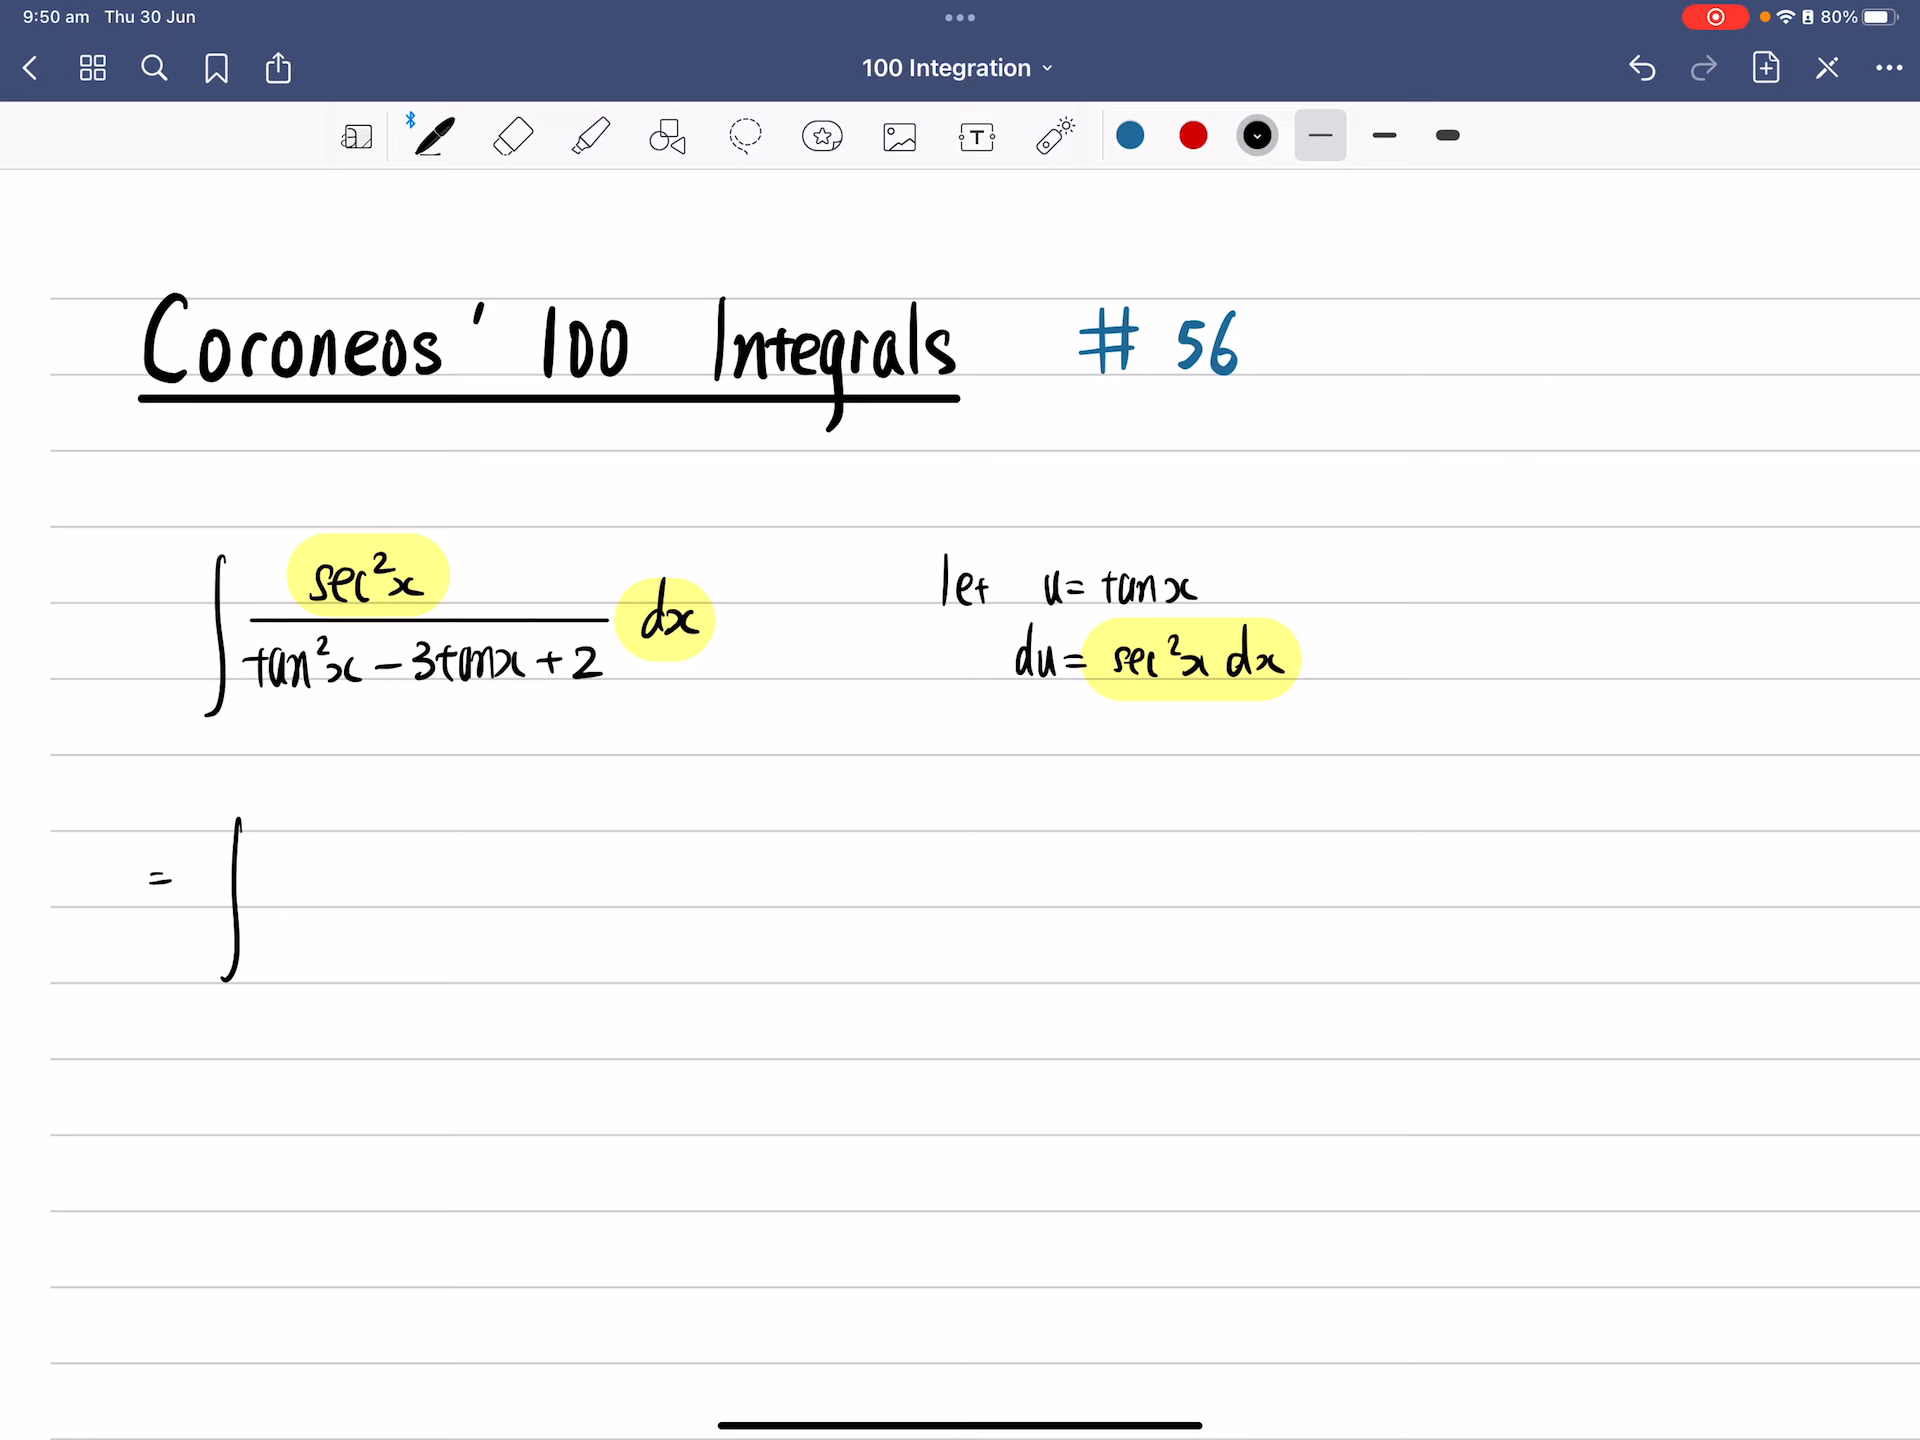 9:50 am Thu 30 Jun
80%
100 Integration
a
T
Coroneos' 100 Integrals # 56
∫ sec²x / (tan²x − 3tanx + 2) dx
let u = tanx
du = sec²x dx
= ∫